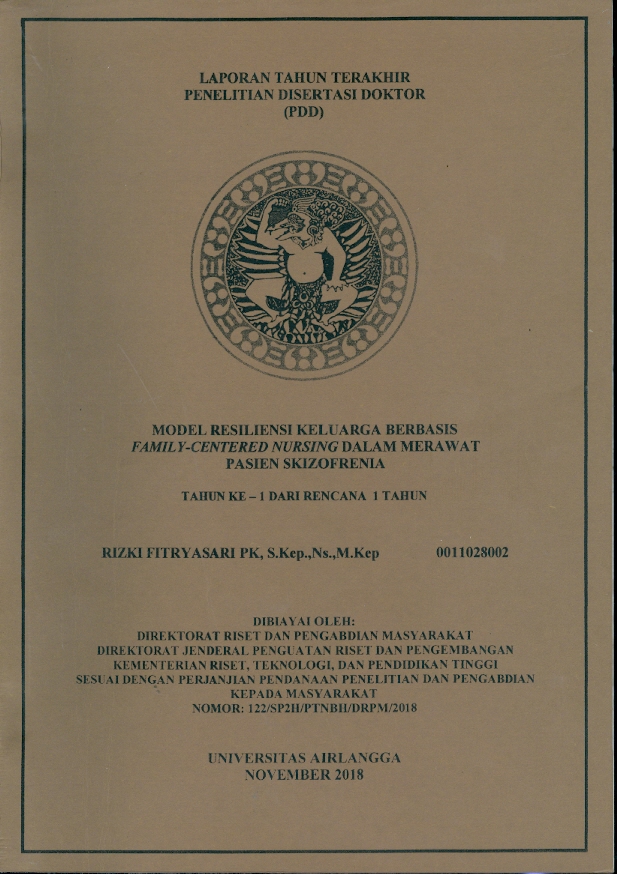 LAPORAN TAHUN TERAKHIR
PENELITIAN DISERTASI DOKTOR
(PDD)
MODEL RESILIENSI KELUARGA BERBASIS
FAMILY-CENTERED NURSING DALAM MERAWAT
PASIEN SKIZOFRENIA
TAHUN KE – 1 DARI RENCANA 1 TAHUN
RIZKI FITRYASARI PK, S.Kep.,Ns.,M.Kep 0011028002
DIBIAYAI OLEH:
DIREKTORAT RISET DAN PENGABDIAN MASYARAKAT
DIREKTORAT JENDERAL PENGUATAN RISET DAN PENGEMBANGAN
KEMENTERIAN RISET, TEKNOLOGI, DAN PENDIDIKAN TINGGI
SESUAI DENGAN PERJANJIAN PENDANAAN PENELITIAN DAN PENGABDIAN
KEPADA MASYARAKAT
NOMOR: 122/SP2H/PTNBH/DRPM/2018
UNIVERSITAS AIRLANGGA
NOVEMBER 2018